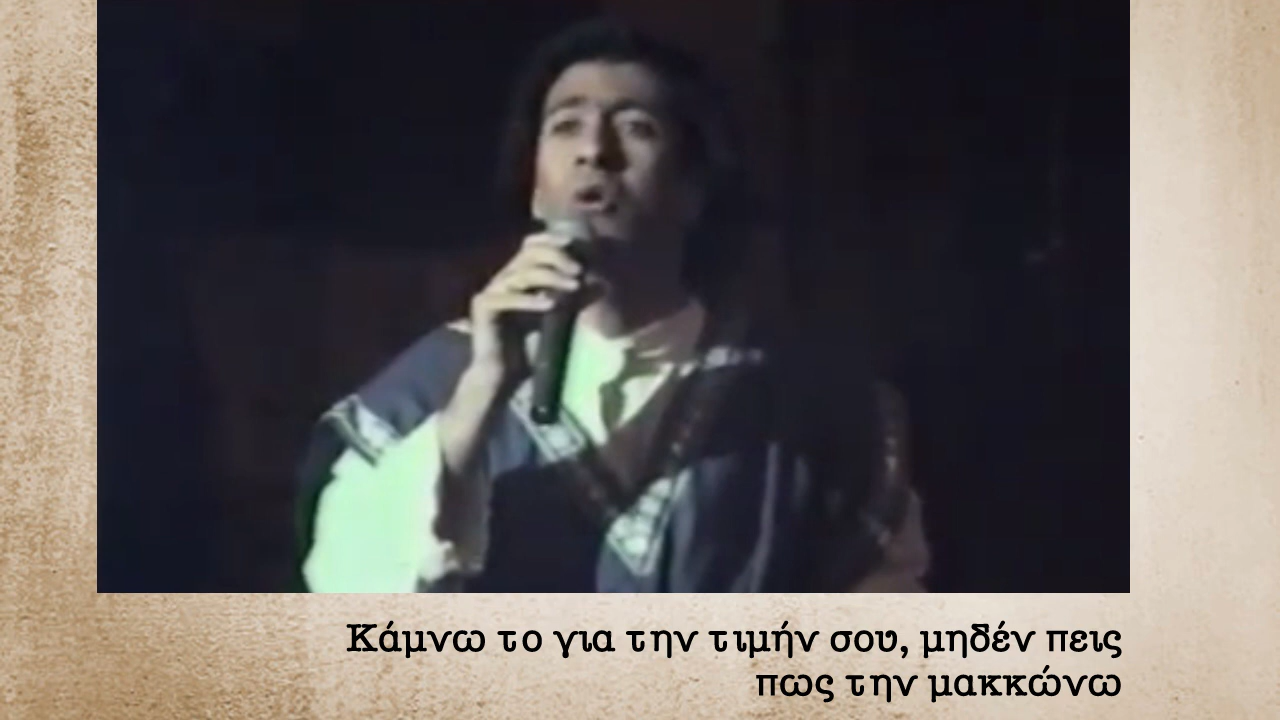 Κάμνω το για την τιμήν σου, μηδέν πεις
πως την μακκώνω